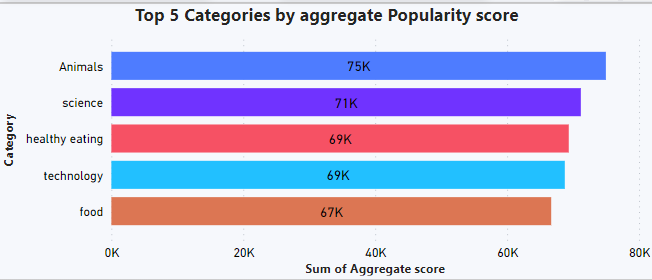 Top 5 Categories by aggregate Popularity score
Category
Animals 75K
science 71K
healthy eating 69K
technology 69K
food 67K
0K 20K 40K 60K 80K
Sum of Aggregate score